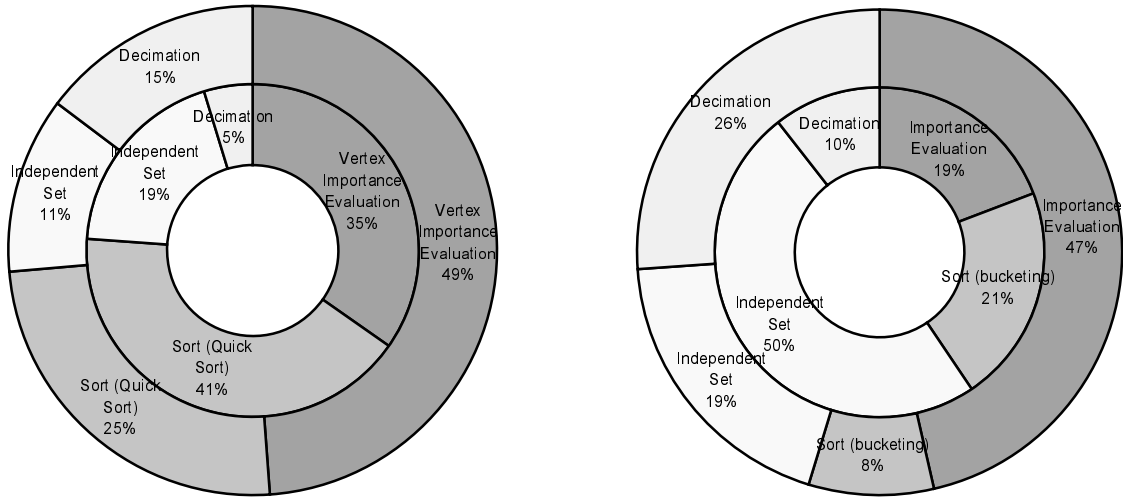 Decimation
15%
Decimation
5%
Independent
Set
19%
Independent
Set
11%
Vertex
Importance
Evaluation
35%
Vertex
Importance
Evaluation
49%
Sort (Quick
Sort)
41%
Sort (Quick
Sort)
25%
Decimation
26%
Decimation
10%
Importance
Evaluation
19%
Importance
Evaluation
47%
Sort (bucketing)
21%
Independent
Set
50%
Independent
Set
19%
Sort (bucketing)
8%